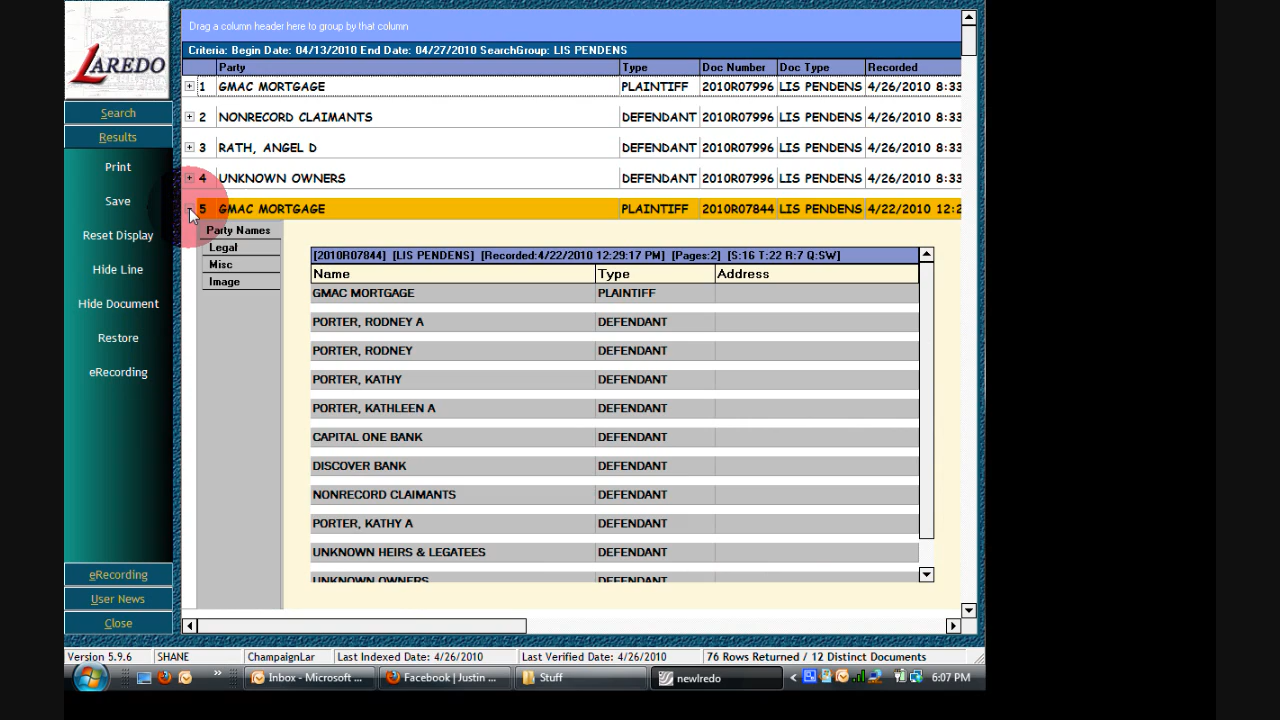 Drag a column header here to group by that column
LAREDO
Criteria: Begin Date: 04/13/2010 End Date: 04/27/2010 SearchGroup: LIS PENDENS
Party Type Doc Number Doc Type Recorded
1 GMAC MORTGAGE PLAINTIFF 2010R07996 LIS PENDENS 4/26/2010 8:33
Search
2 NONRECORD CLAIMANTS DEFENDANT 2010R07996 LIS PENDENS 4/26/2010 8:33
Results
3 RATH, ANGEL D DEFENDANT 2010R07996 LIS PENDENS 4/26/2010 8:33
Print
4 UNKNOWN OWNERS DEFENDANT 2010R07996 LIS PENDENS 4/26/2010 8:33
Save
5 GMAC MORTGAGE PLAINTIFF 2010R07844 LIS PENDENS 4/22/2010 12:2
Reset Display
Hide Line
Hide Document
Restore
eRecording
Party Names
Legal
Misc
Image
[2010R07844] [LIS PENDENS] [Recorded:4/22/2010 12:29:17 PM] [Pages:2] [S:16 T:22 R:7 Q:SW]
Name Type Address
GMAC MORTGAGE PLAINTIFF
PORTER, RODNEY A DEFENDANT
PORTER, RODNEY DEFENDANT
PORTER, KATHY DEFENDANT
PORTER, KATHLEEN A DEFENDANT
CAPITAL ONE BANK DEFENDANT
DISCOVER BANK DEFENDANT
NONRECORD CLAIMANTS DEFENDANT
PORTER, KATHY A DEFENDANT
UNKNOWN HEIRS & LEGATEES DEFENDANT
UNKNOWN OWNERS DEFENDANT
eRecording
User News
Close
Version 5.9.6 SHANE ChampaignLar Last Indexed Date: 4/26/2010 Last Verified Date: 4/26/2010 76 Rows Returned / 12 Distinct Documents
» Inbox - Microsoft ... Facebook | Justin ... Stuff newlredo < 6:07 PM